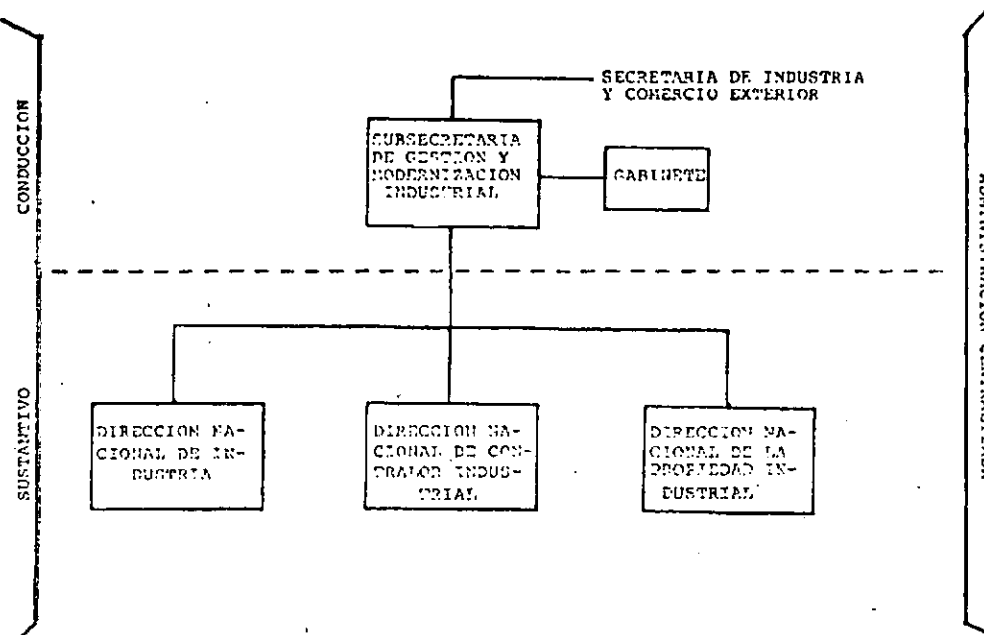 CONDUCCION
SECRETARIA DE INDUSTRIA
Y COMERCIO EXTERIOR
SUBSECRETARIA
DE GESTION Y
MODERNIZACION
INDUSTRIAL
GABINETE
SUSTANTIVO
DIRECCION NA-
CIONAL DE IN-
DUSTRIA
DIRECCION NA-
CIONAL DE CON-
TRALOR INDUS-
TRIAL
DIRECCION NA-
CIONAL DE LA
PROPIEDAD IN-
DUSTRIAL